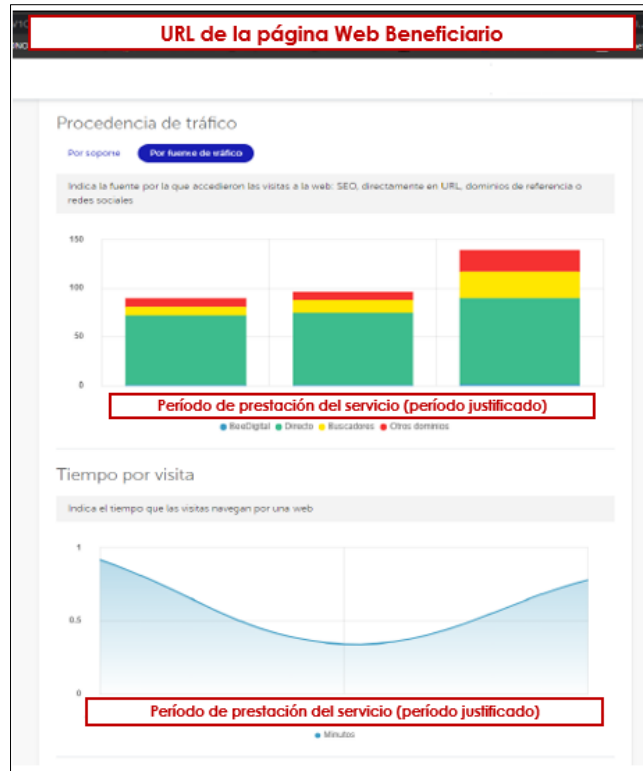 URL de la página Web Beneficiario
Procedencia de tráfico
Por soporte Por fuente de tráfico
Indica la fuente por la que accedieron las visitas a la web: SEO, directamente en URL, dominios de referencia o
redes sociales
150
100
50
0
Período de prestación del servicio (período justificado)
BeeDigital Directo Buscadores Otros dominios
Tiempo por visita
Indica el tiempo que las visitas navegan por una web
1
0.5
0
Período de prestación del servicio (período justificado)
Minutos